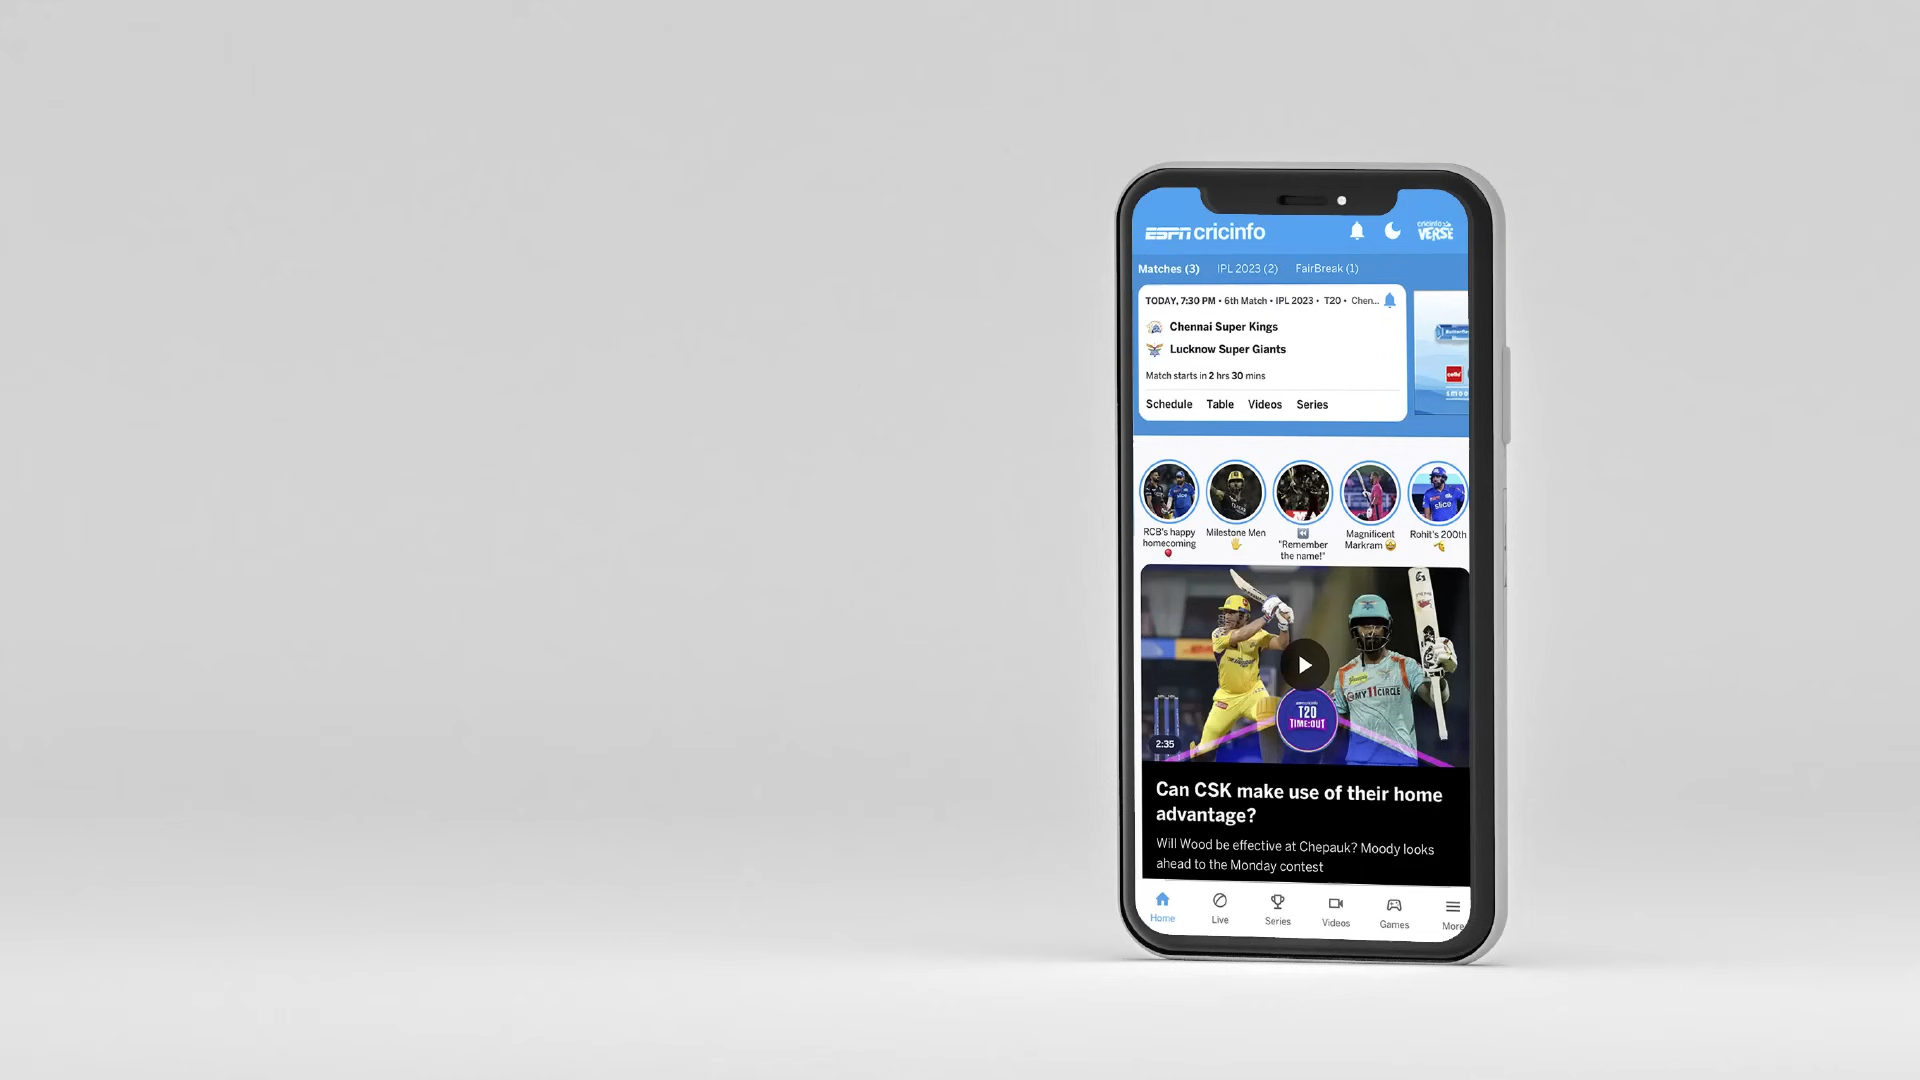 ESPN cricinfo
cricinfo VERSE
Matches (3) IPL 2023 (2) FairBreak (1)
TODAY, 7:30 PM • 6th Match • IPL 2023 • T20 • Chen...
Chennai Super Kings
Lucknow Super Giants
Match starts in 2 hrs 30 mins
Schedule Table Videos Series
RCB's happy
homecoming
Milestone Men
"Remember
the name!"
Magnificent
Markram
Rohit's 200th
slice
slice
MY11CIRCLE
T20
TIME:OUT
2:35
Can CSK make use of their home
advantage?
Will Wood be effective at Chepauk? Moody looks
ahead to the Monday contest
Home Live Series Videos Games More